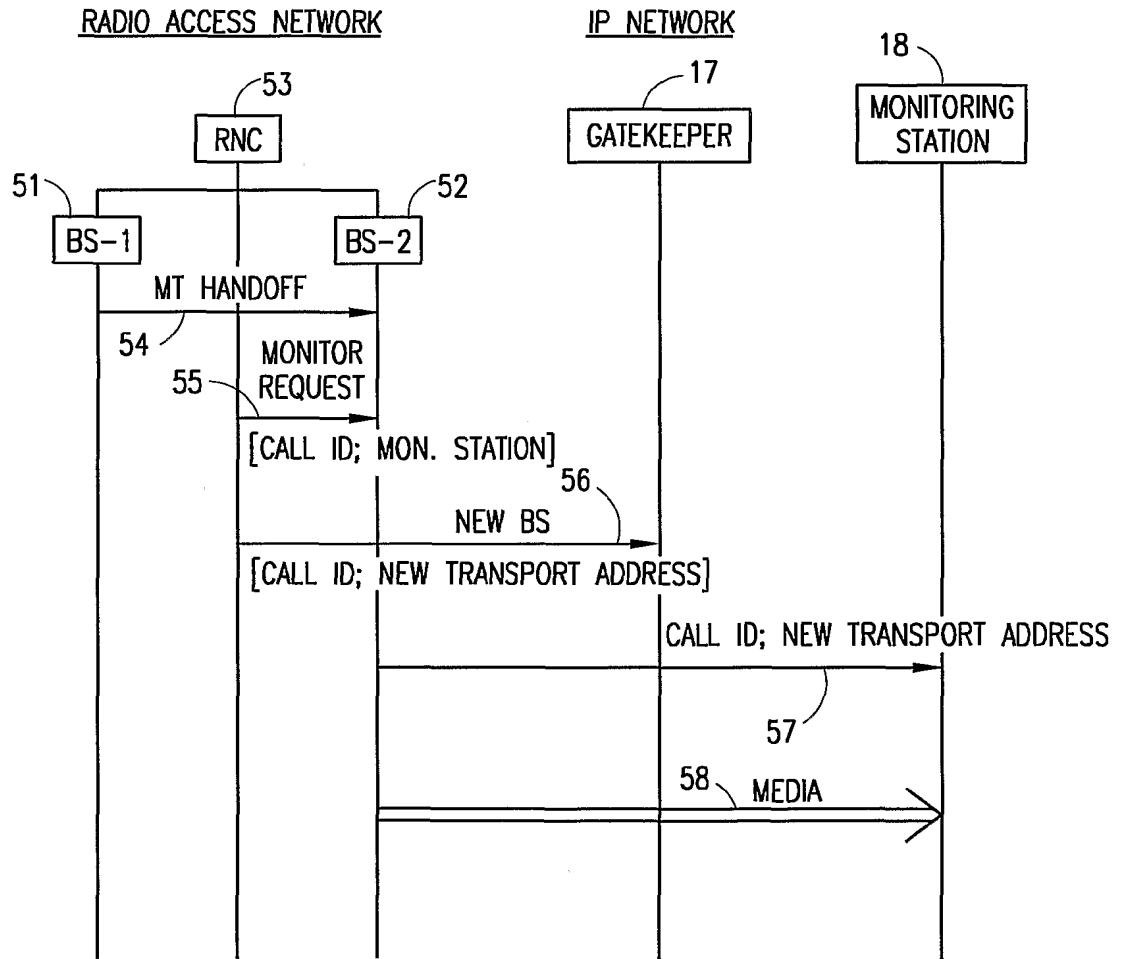 RADIO ACCESS NETWORK
IP NETWORK
53
17
18
RNC
GATEKEEPER
MONITORING
STATION
51
52
BS-1
BS-2
MT HANDOFF
54
MONITOR
REQUEST
55
[CALL ID; MON. STATION]
56
NEW BS
[CALL ID; NEW TRANSPORT ADDRESS]
CALL ID; NEW TRANSPORT ADDRESS
57
58
MEDIA